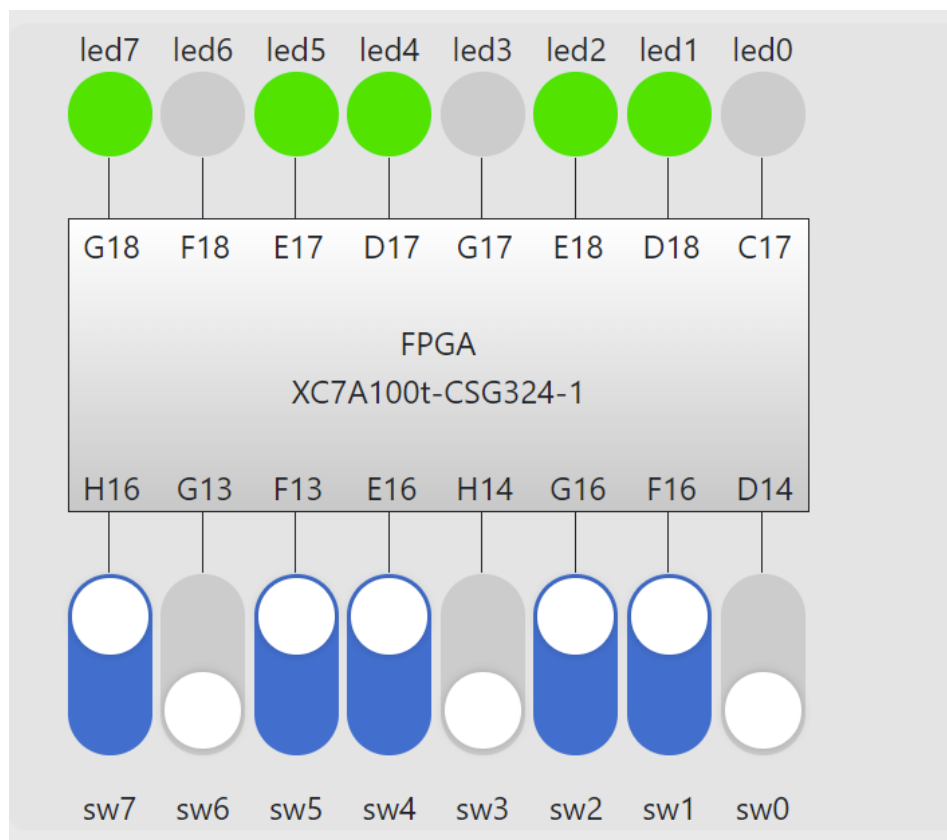 led7 led6 led5 led4 led3 led2 led1 led0
G18 F18 E17 D17 G17 E18 D18 C17
FPGA
XC7A100t-CSG324-1
H16 G13 F13 E16 H14 G16 F16 D14
sw7 sw6 sw5 sw4 sw3 sw2 sw1 sw0